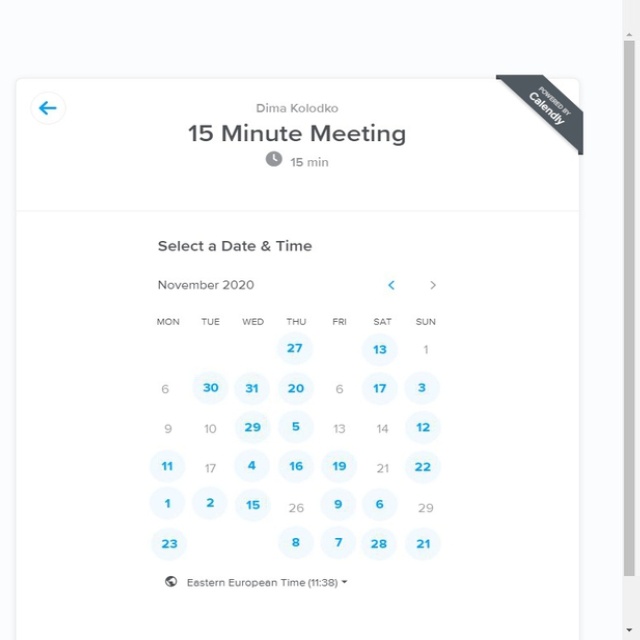 POWERED BY
Calendly
Dima Kolodko
15 Minute Meeting
15 min
Select a Date & Time
November 2020
MON TUE WED THU FRI SAT SUN
27 13 1
6 30 31 20 6 17 3
9 10 29 5 13 14 12
11 17 4 16 19 21 22
1 2 15 26 9 6 29
23 8 7 28 21
Eastern European Time (11:38)